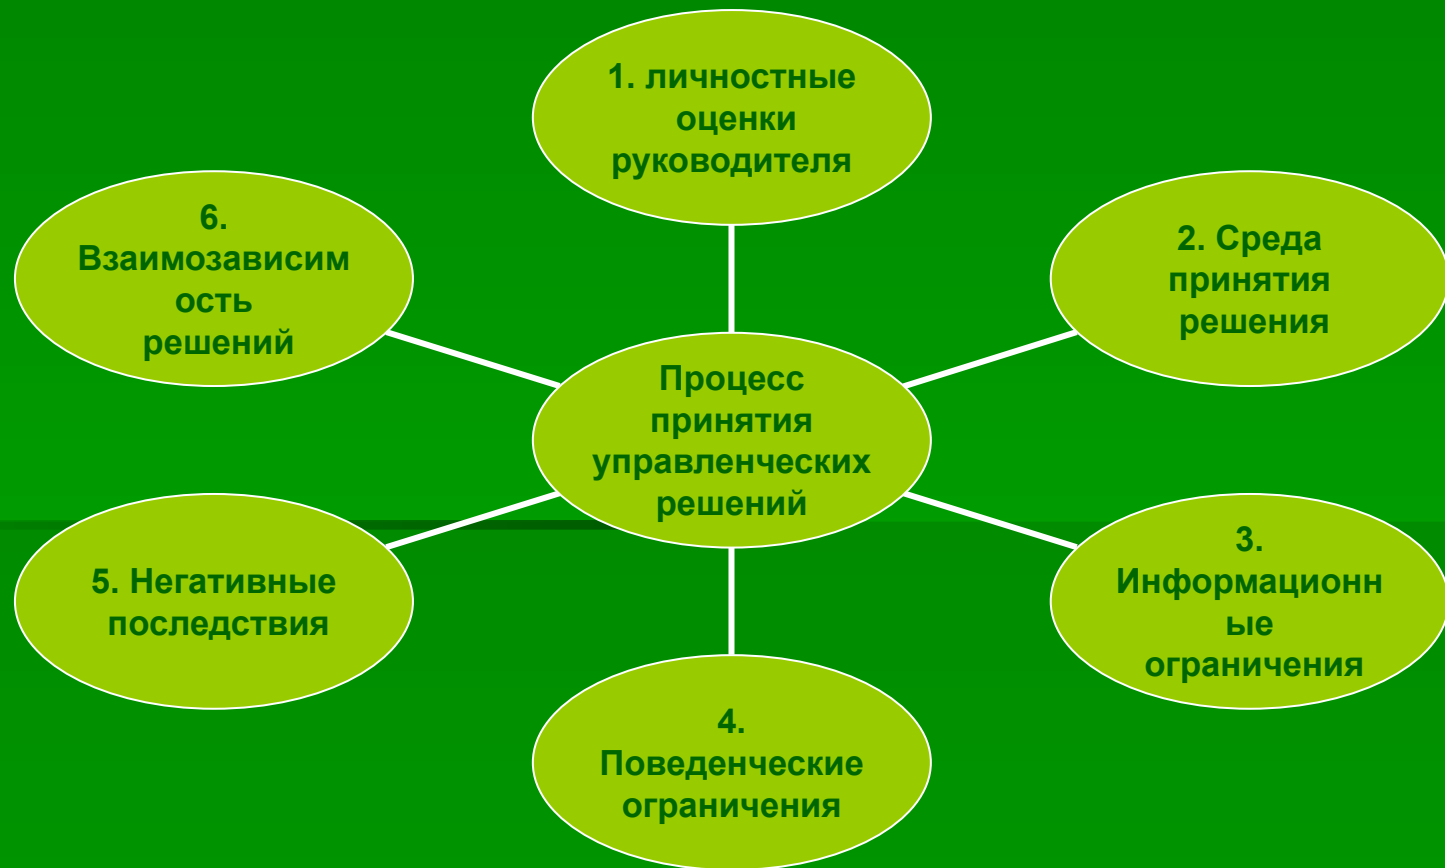 1. личностные
оценки
руководителя
6.
Взаимозависим
ость
решений
2. Среда
принятия
решения
Процесс
принятия
управленческих
решений
5. Негативные
последствия
3.
Информационн
ые
ограничения
4.
Поведенческие
ограничения